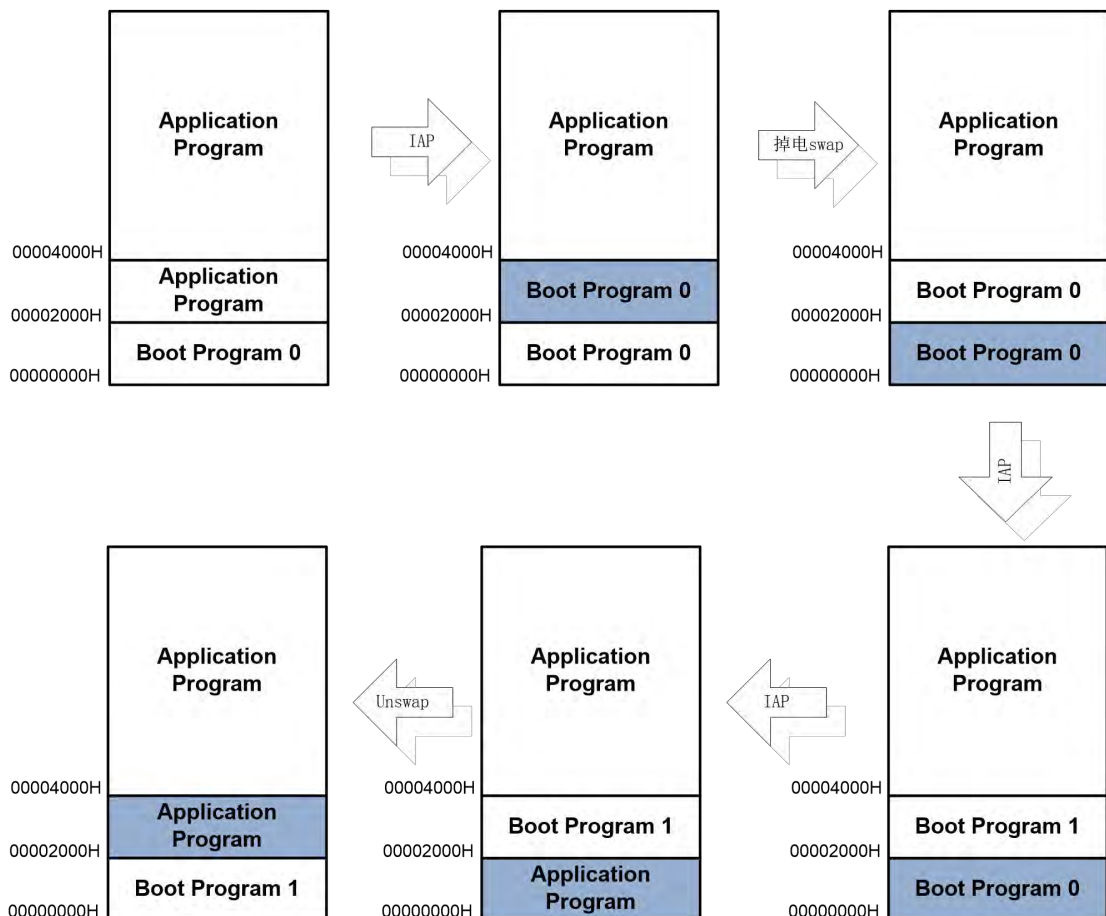 Application
Program
00004000H
Application
Program
00002000H
Boot Program 0
00000000H
IAP
Application
Program
00004000H
Boot Program 0
00002000H
Boot Program 0
00000000H
掉电swap
Application
Program
00004000H
Boot Program 0
00002000H
Boot Program 0
00000000H
IAP
Application
Program
00004000H
Boot Program 1
00002000H
Boot Program 0
00000000H
IAP
Application
Program
00004000H
Boot Program 1
00002000H
Application
Program
00000000H
Unswap
Application
Program
00004000H
Application
Program
00002000H
Boot Program 1
00000000H